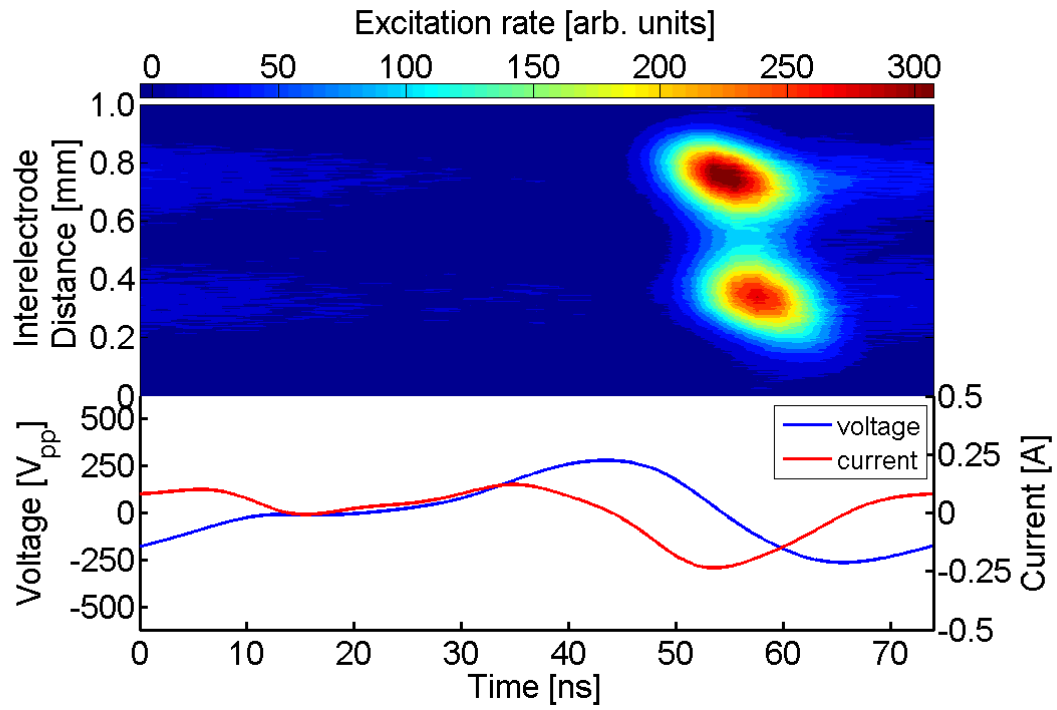 Excitation rate [arb. units]
0 50 100 150 200 250 300
Interelectrode
Distance [mm]
1.0
0.8
0.6
0.4
0.2
0
Voltage [Vpp]
500
250
0
-250
-500
voltage
current
0.5
0.25
0
-0.25
-0.5
Current [A]
0 10 20 30 40 50 60 70
Time [ns]